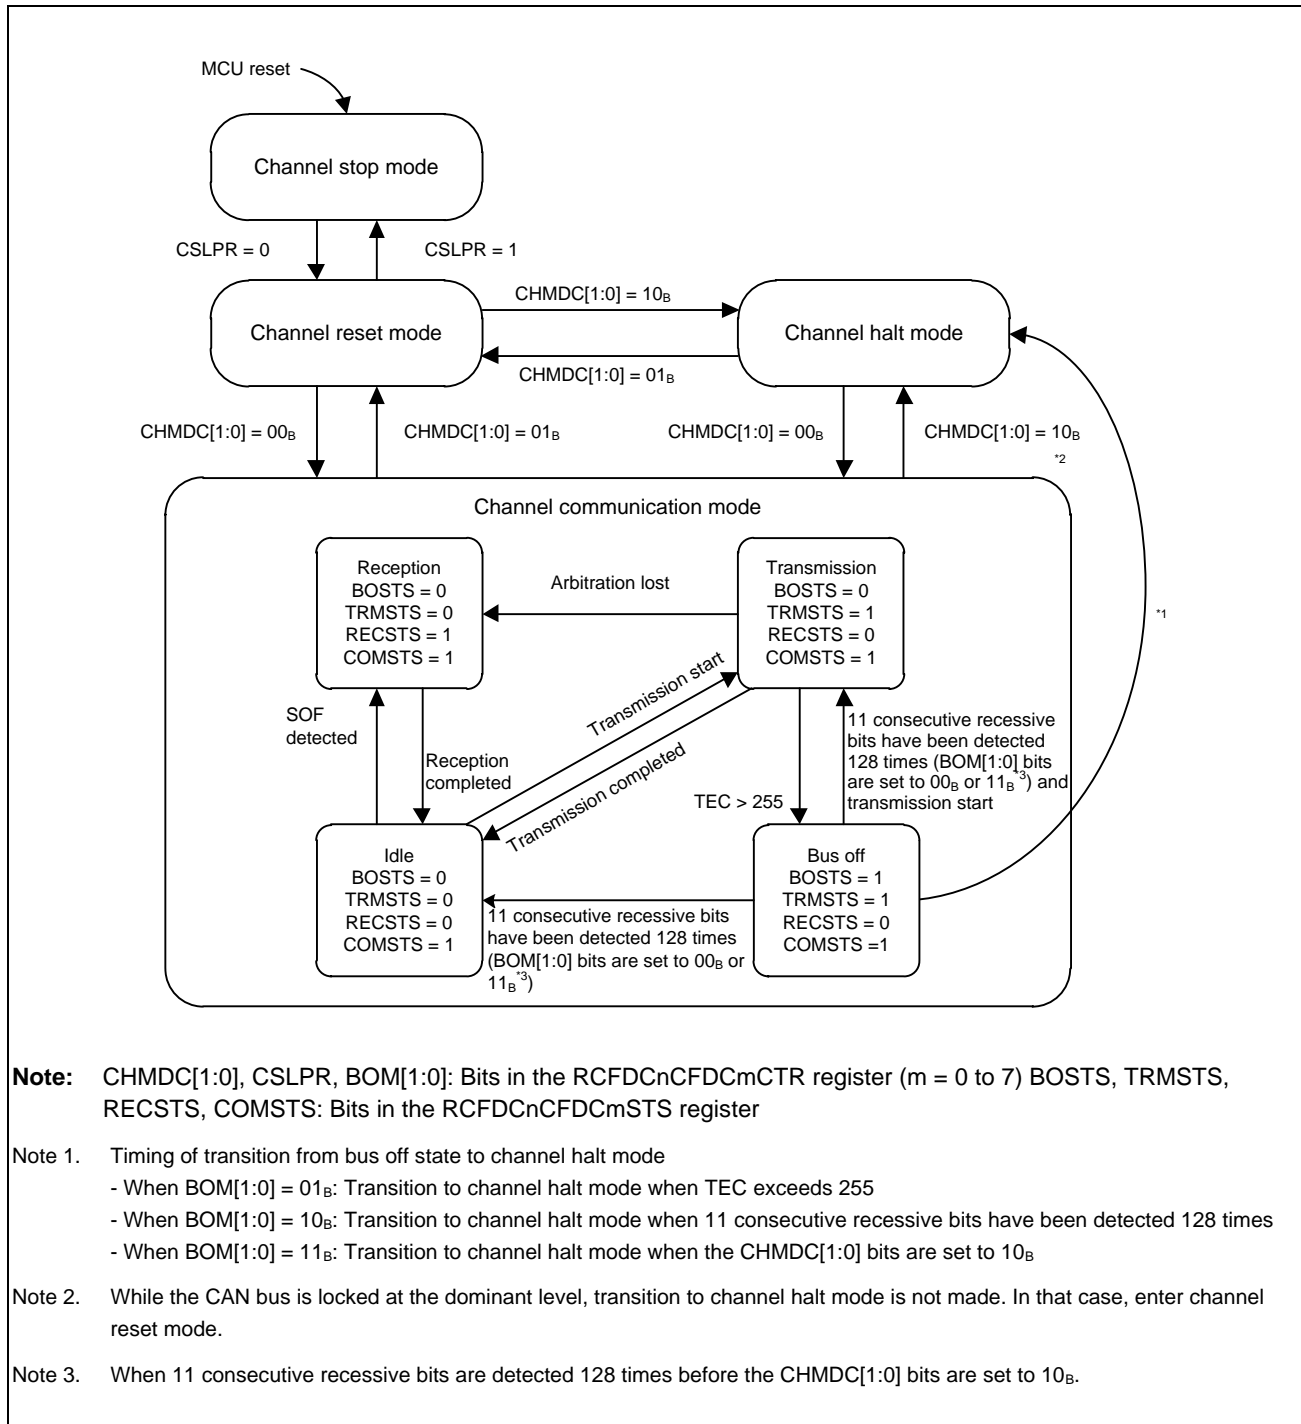 MCU reset
Channel stop mode
CSLPR = 0
CSLPR = 1
CHMDC[1:0] = 10B
Channel reset mode
Channel halt mode
CHMDC[1:0] = 01B
CHMDC[1:0] = 00B
CHMDC[1:0] = 01B
CHMDC[1:0] = 00B
CHMDC[1:0] = 10B
*2
Channel communication mode
Reception
BOSTS = 0
TRMSTS = 0
RECSTS = 1
COMSTS = 1
Arbitration lost
Transmission
BOSTS = 0
TRMSTS = 1
RECSTS = 0
COMSTS = 1
*1
SOF
detected
Reception
completed
Transmission start
Transmission completed
TEC > 255
11 consecutive recessive
bits have been detected
128 times (BOM[1:0] bits
are set to 00B or 11B*3) and
transmission start
Idle
BOSTS = 0
TRMSTS = 0
RECSTS = 0
COMSTS = 1
11 consecutive recessive bits
have been detected 128 times
(BOM[1:0] bits are set to 00B or
11B*3)
Bus off
BOSTS = 1
TRMSTS = 1
RECSTS = 0
COMSTS =1
Note: CHMDC[1:0], CSLPR, BOM[1:0]: Bits in the RCFDCnCFDCmCTR register (m = 0 to 7) BOSTS, TRMSTS,
RECSTS, COMSTS: Bits in the RCFDCnCFDCmSTS register
Note 1. Timing of transition from bus off state to channel halt mode
- When BOM[1:0] = 01B: Transition to channel halt mode when TEC exceeds 255
- When BOM[1:0] = 10B: Transition to channel halt mode when 11 consecutive recessive bits have been detected 128 times
- When BOM[1:0] = 11B: Transition to channel halt mode when the CHMDC[1:0] bits are set to 10B
Note 2. While the CAN bus is locked at the dominant level, transition to channel halt mode is not made. In that case, enter channel
reset mode.
Note 3. When 11 consecutive recessive bits are detected 128 times before the CHMDC[1:0] bits are set to 10B.